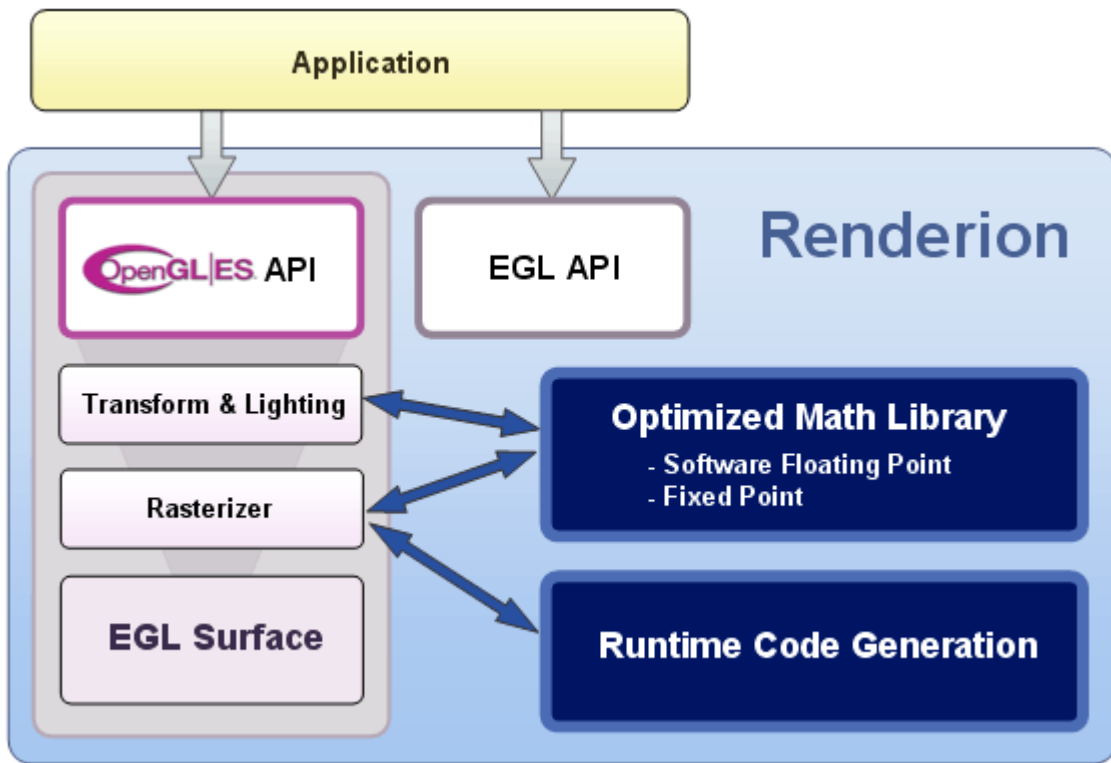 Application
Renderion
OpenGL|ES. API
EGL API
Transform & Lighting
Optimized Math Library
- Software Floating Point
- Fixed Point
Rasterizer
EGL Surface
Runtime Code Generation